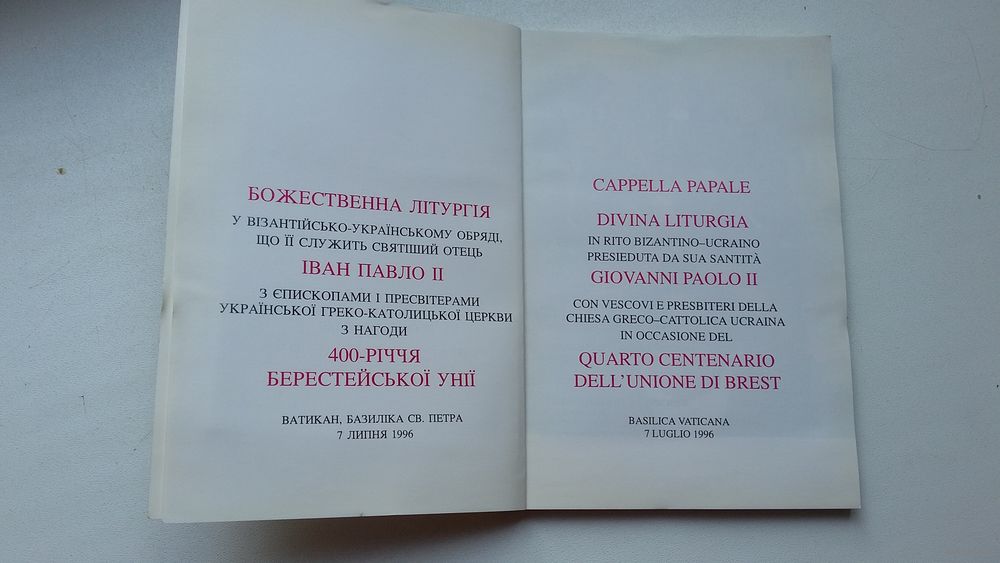 БОЖЕСТВЕННА ЛІТУРГІЯ
У ВІЗАНТІЙСЬКО-УКРАЇНСЬКОМУ ОБРЯДІ,
ЩО ЇЇ СЛУЖИТЬ СВЯТІШИЙ ОТЕЦЬ
ІВАН ПАВЛО II
З ЄПИСКОПАМИ І ПРЕСВІТЕРАМИ
УКРАЇНСЬКОЇ ГРЕКО-КАТОЛИЦЬКОЇ ЦЕРКВИ
З НАГОДИ
400-РІЧЧЯ
БЕРЕСТЕЙСЬКОЇ УНІЇ
ВАТИКАН, БАЗИЛІКА СВ. ПЕТРА
7 ЛИПНЯ 1996
CAPPELLA PAPALE
DIVINA LITURGIA
IN RITO BIZANTINO–UCRAINO
PRESIEDUTA DA SUA SANTITÀ
GIOVANNI PAOLO II
CON VESCOVI E PRESBITERI DELLA
CHIESA GRECO–CATTOLICA UCRAINA
IN OCCASIONE DEL
QUARTO CENTENARIO
DELL'UNIONE DI BREST
BASILICA VATICANA
7 LUGLIO 1996